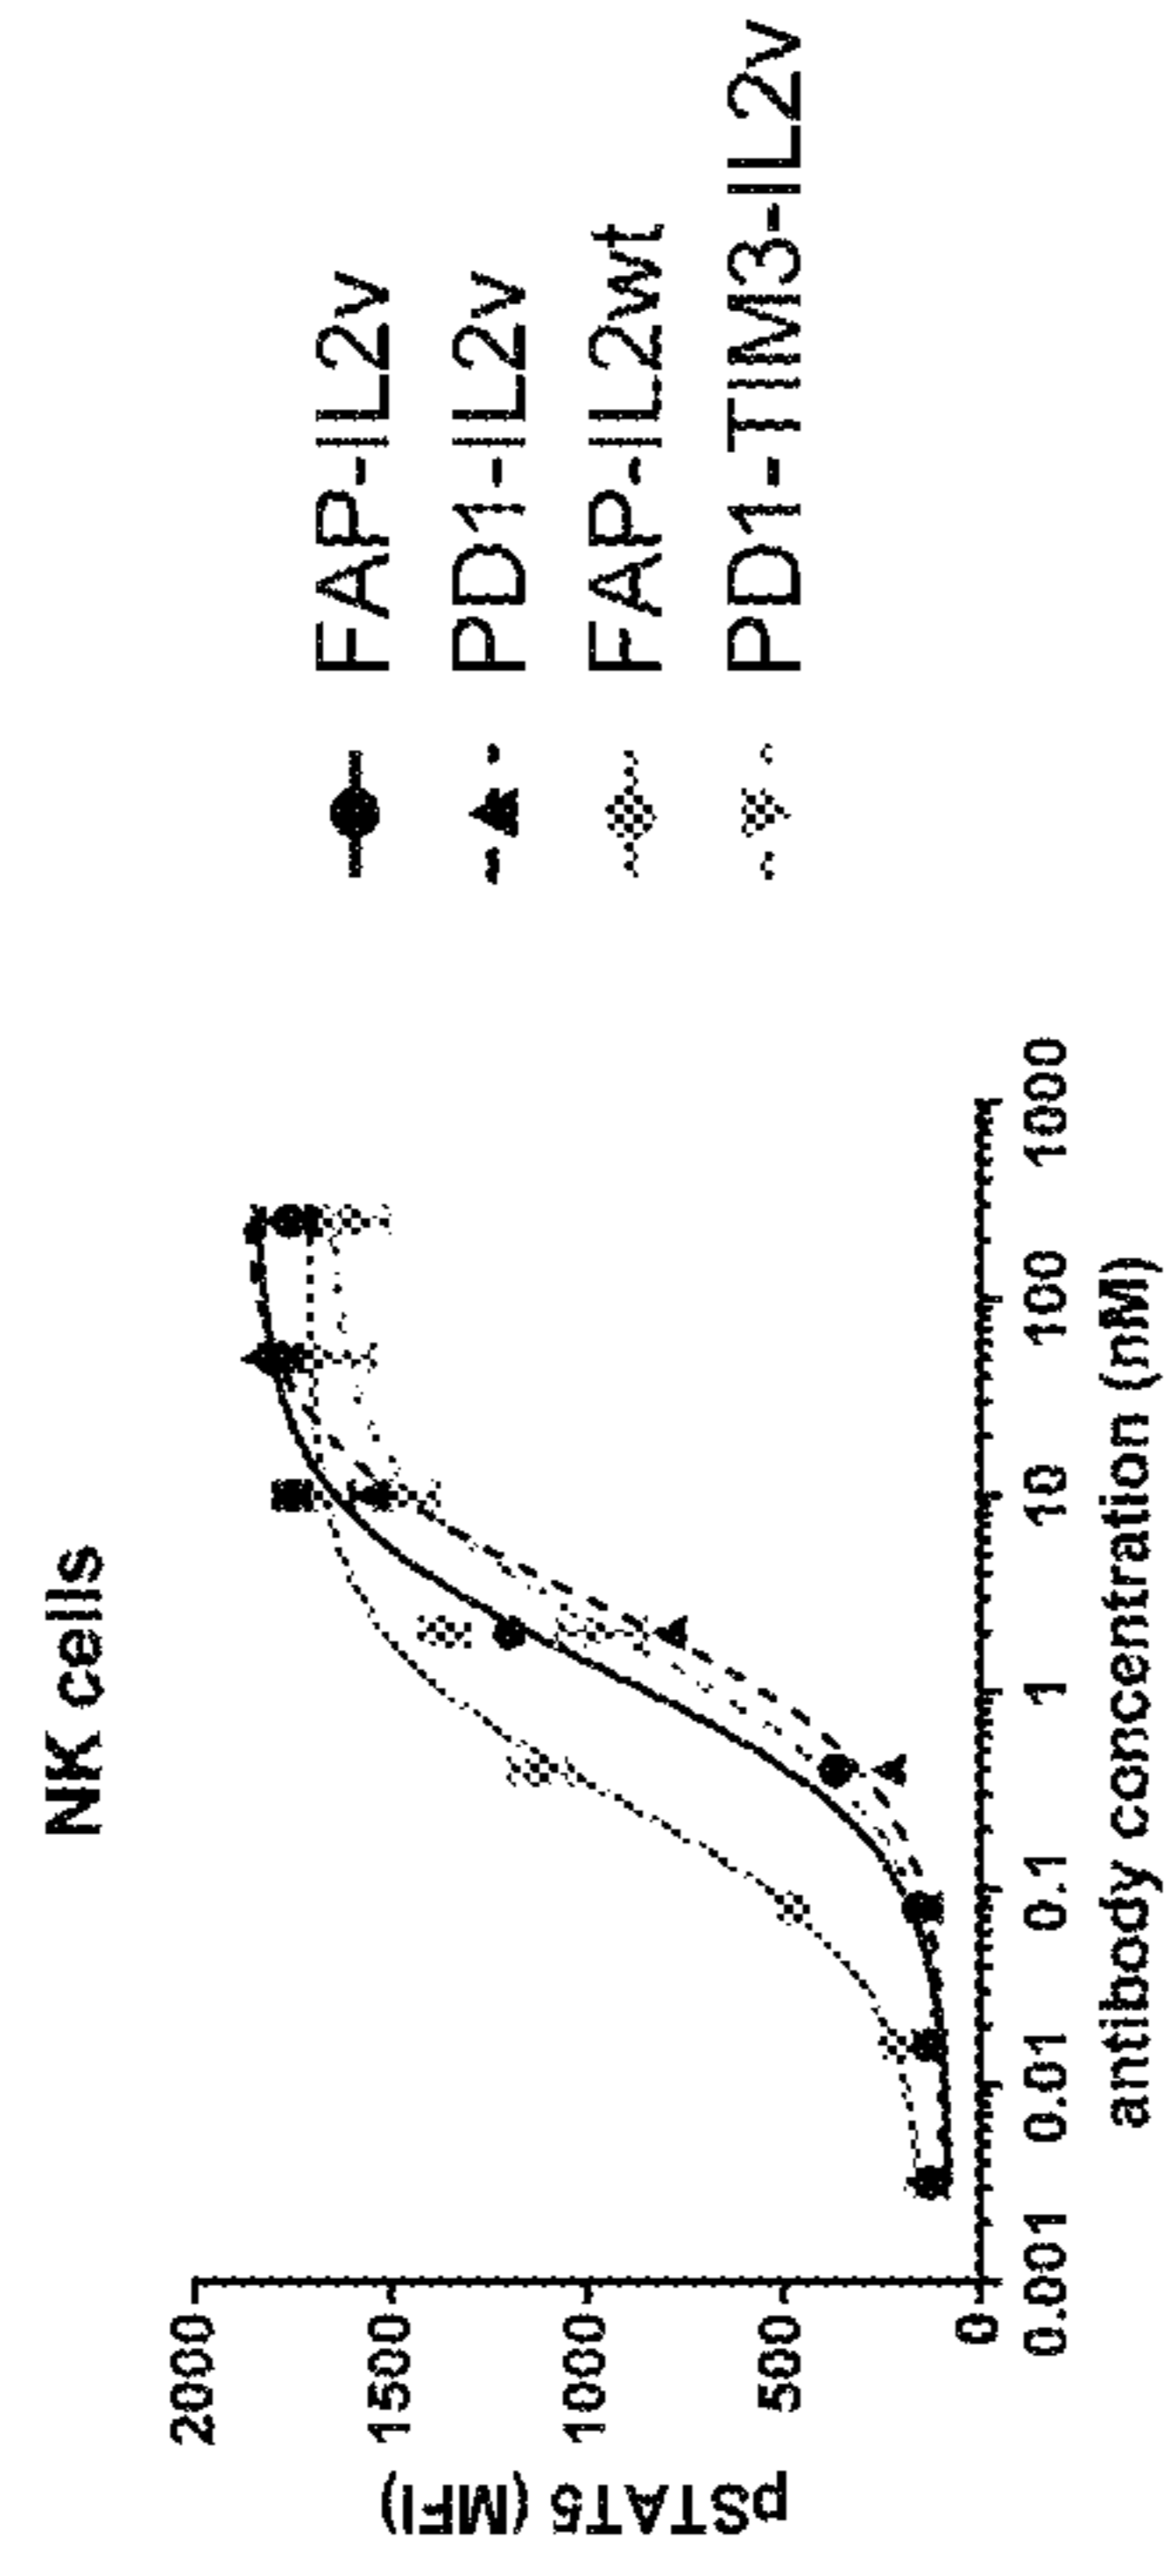 NK cells
pSTAT5 (MFI)
2000
1500
1000
500
0
0.001 0.01 0.1 1 10 100 1000
antibody concentration (nM)
FAP-IL2v
PD1-IL2v
FAP-IL2wt
PD1-TIM3-IL2v